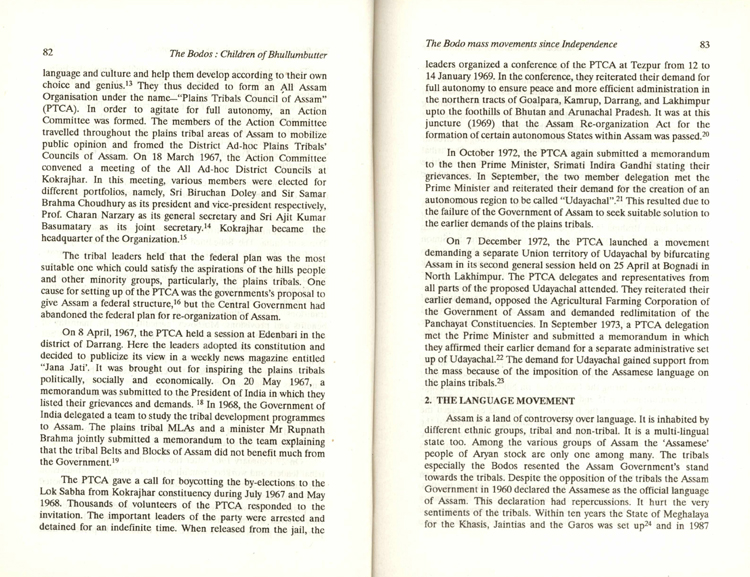 82
The Bodos : Children of Bhullumbutter
language and culture and help them develop according to their own
choice and genius.13 They thus decided to form an All Assam
Organisation under the name—"Plains Tribals Council of Assam"
(PTCA). In order to agitate for full autonomy, an Action
Committee was formed. The members of the Action Committee
travelled throughout the plains tribal areas of Assam to mobilize
public opinion and fromed the District Ad-hoc Plains Tribals'
Councils of Assam. On 18 March 1967, the Action Committee
convened a meeting of the All Ad-hoc District Councils at
Kokrajhar. In this meeting, various members were elected for
different portfolios, namely, Sri Biruchan Doley and Sir Samar
Brahma Choudhury as its president and vice-president respectively,
Prof. Charan Narzary as its general secretary and Sri Ajit Kumar
Basumatary as its joint secretary.14 Kokrajhar became the
headquarter of the Organization.15
The tribal leaders held that the federal plan was the most
suitable one which could satisfy the aspirations of the hills people
and other minority groups, particularly, the plains tribals. One
cause for setting up of the PTCA was the governments's proposal to
give Assam a federal structure,16 but the Central Government had
abandoned the federal plan for re-organization of Assam.
On 8 April, 1967, the PTCA held a session at Edenbari in the
district of Darrang. Here the leaders adopted its constitution and
decided to publicize its view in a weekly news magazine entitled
"Jana Jati'. It was brought out for inspiring the plains tribals
politically, socially and economically. On 20 May 1967, a
memorandum was submitted to the President of India in which they
listed their grievances and demands. 18 In 1968, the Government of
India delegated a team to study the tribal development programmes
to Assam. The plains tribal MLAs and a minister Mr Rupnath
Brahma jointly submitted a memorandum to the team explaining
that the tribal Belts and Blocks of Assam did not benefit much from
the Government.19
The PTCA gave a call for boycotting the by-elections to the
Lok Sabha from Kokrajhar constituency during July 1967 and May
1968. Thousands of volunteers of the PTCA responded to the
invitation. The important leaders of the party were arrested and
detained for an indefinite time. When released from the jail, the
The Bodo mass movements since Independence
83
leaders organized a conference of the PTCA at Tezpur from 12 to
14 January 1969. In the conference, they reiterated their demand for
full autonomy to ensure peace and more efficient administration in
the northern tracts of Goalpara, Kamrup, Darrang, and Lakhimpur
upto the foothills of Bhutan and Arunachal Pradesh. It was at this
juncture (1969) that the Assam Re-organization Act for the
formation of certain autonomous States within Assam was passed.20
In October 1972, the PTCA again submitted a memorandum
to the then Prime Minister, Srimati Indira Gandhi stating their
grievances. In September, the two member delegation met the
Prime Minister and reiterated their demand for the creation of an
autonomous region to be called "Udayachal".21 This resulted due to
the failure of the Government of Assam to seek suitable solution to
the earlier demands of the plains tribals.
On 7 December 1972, the PTCA launched a movement
demanding a separate Union territory of Udayachal by bifurcating
Assam in its second general session held on 25 April at Bognadi in
North Lakhimpur. The PTCA delegates and representatives from
all parts of the proposed Udayachal attended. They reiterated their
earlier demand, opposed the Agricultural Farming Corporation of
the Government of Assam and demanded redlimitation of the
Panchayat Constituencies. In September 1973, a PTCA delegation
met the Prime Minister and submitted a memorandum in which
they affirmed their earlier demand for a separate administrative set
up of Udayachal.22 The demand for Udayachal gained support from
the mass because of the imposition of the Assamese language on
the plains tribals.23
2. THE LANGUAGE MOVEMENT
Assam is a land of controversy over language. It is inhabited by
different ethnic groups, tribal and non-tribal. It is a multi-lingual
state too. Among the various groups of Assam the 'Assamese'
people of Aryan stock are only one among many. The tribals
especially the Bodos resented the Assam Government's stand
towards the tribals. Despite the opposition of the tribals the Assam
Government in 1960 declared the Assamese as the official language
of Assam. This declaration had repercussions. It hurt the very
sentiments of the tribals. Within ten years the State of Meghalaya
for the Khasis, Jaintias and the Garos was set up24 and in 1987